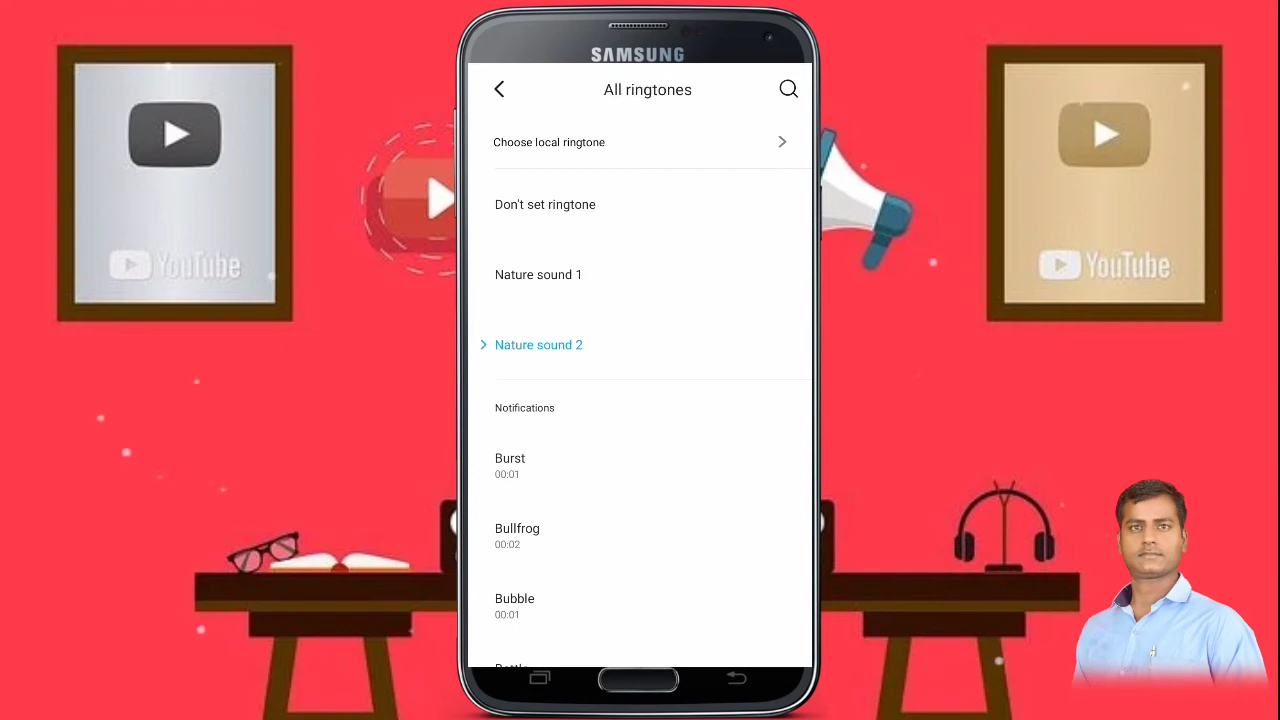 SAMSUNG
All ringtones
Choose local ringtone
Don't set ringtone
Nature sound 1
Nature sound 2
Notifications
Burst
00:01
Bullfrog
00:02
Bubble
00:01
YouTube
YouTube